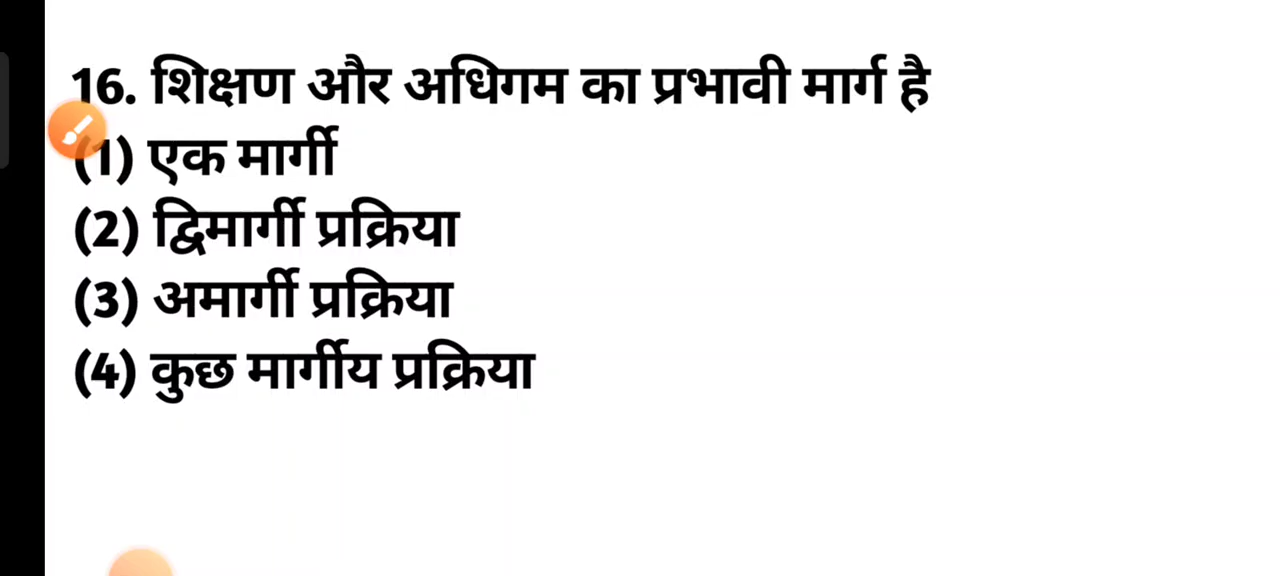 16. शिक्षण और अधिगम का प्रभावी मार्ग है
(1) एक मार्गी
(2) द्विमार्गी प्रक्रिया
(3) अमार्गी प्रक्रिया
(4) कुछ मार्गीय प्रक्रिया